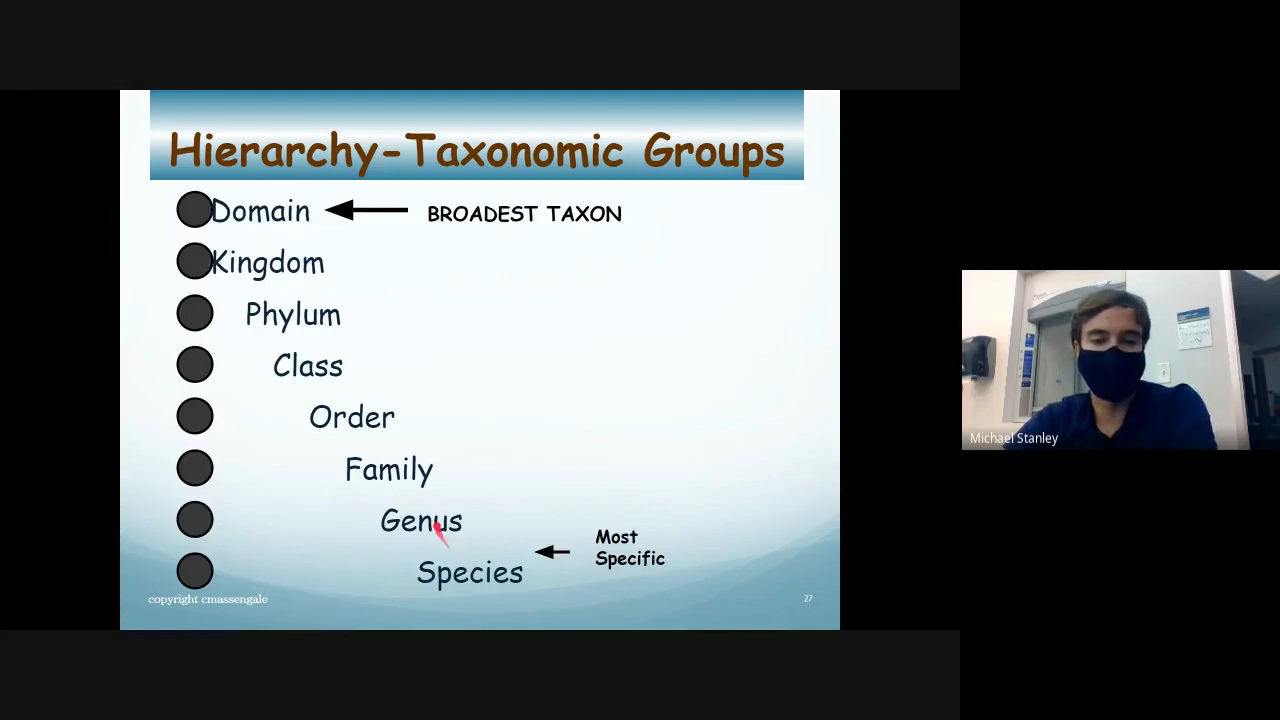 Hierarchy-Taxonomic Groups
Domain
BROADEST TAXON
Kingdom
Phylum
Class
Order
Family
Genus
Most
Specific
Species
copyright cmassengale
27
Michael Stanley